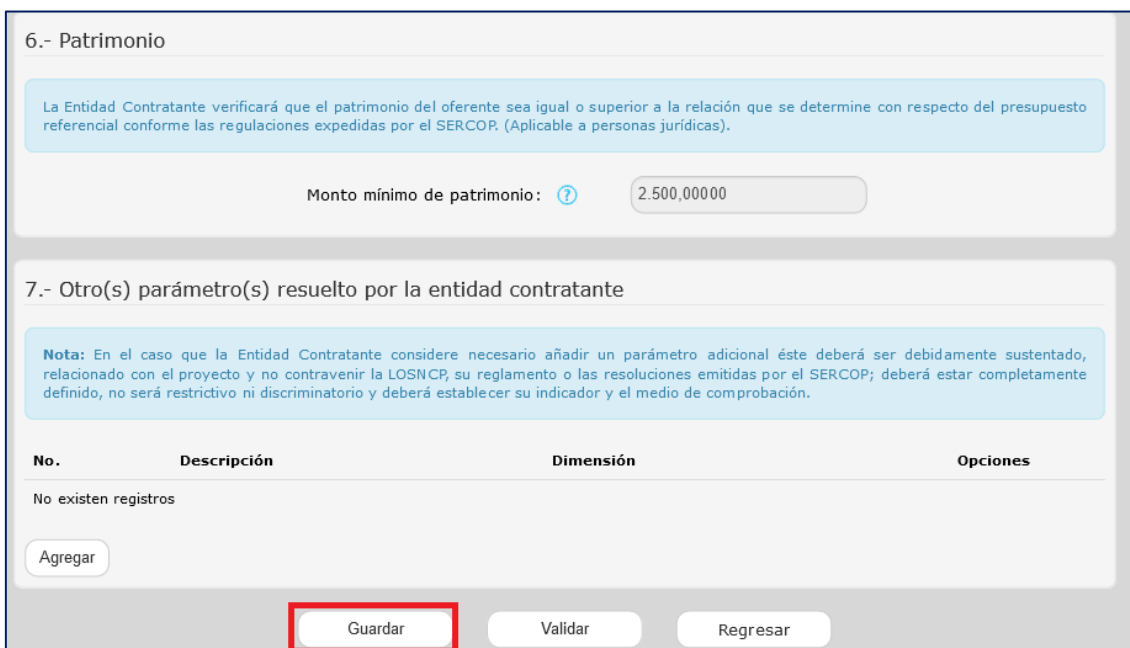 6.- Patrimonio
La Entidad Contratante verificará que el patrimonio del oferente sea igual o superior a la relación que se determine con respecto del presupuesto
referencial conforme las regulaciones expedidas por el SERCOP. (Aplicable a personas jurídicas).
Monto mínimo de patrimonio: ? 2.500,00000
7.- Otro(s) parámetro(s) resuelto por la entidad contratante
Nota: En el caso que la Entidad Contratante considere necesario añadir un parámetro adicional éste deberá ser debidamente sustentado,
relacionado con el proyecto y no contravenir la LOSNCP, su reglamento o las resoluciones emitidas por el SERCOP; deberá estar completamente
definido, no será restrictivo ni discriminatorio y deberá establecer su indicador y el medio de comprobación.
No. Descripción Dimensión Opciones
No existen registros
Agregar
Guardar Validar Regresar